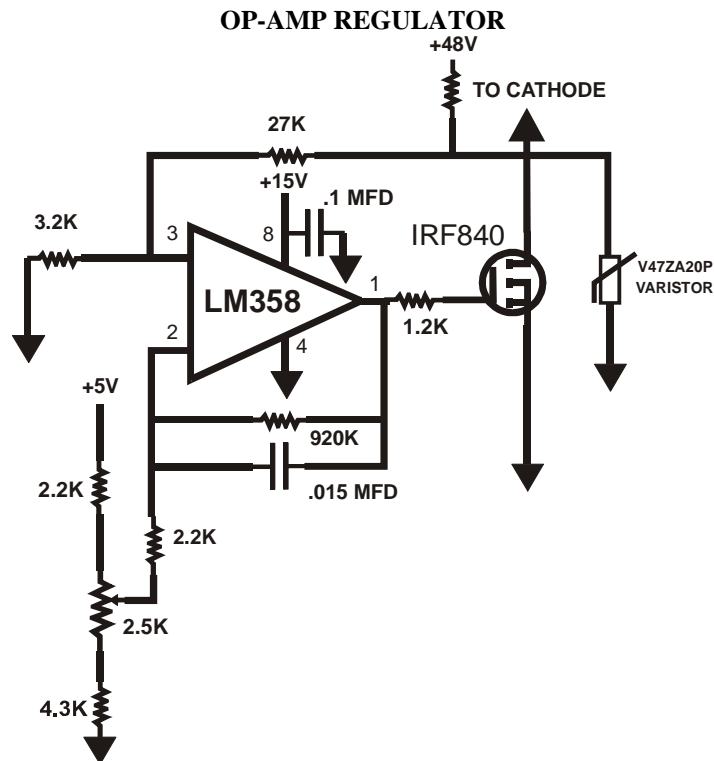 OP-AMP REGULATOR
+48V
TO CATHODE
27K
+15V
.1 MFD
3.2K
3
8
IRF840
1
V47ZA20P
VARISTOR
LM358
1.2K
2
4
+5V
920K
.015 MFD
2.2K
2.2K
2.5K
4.3K